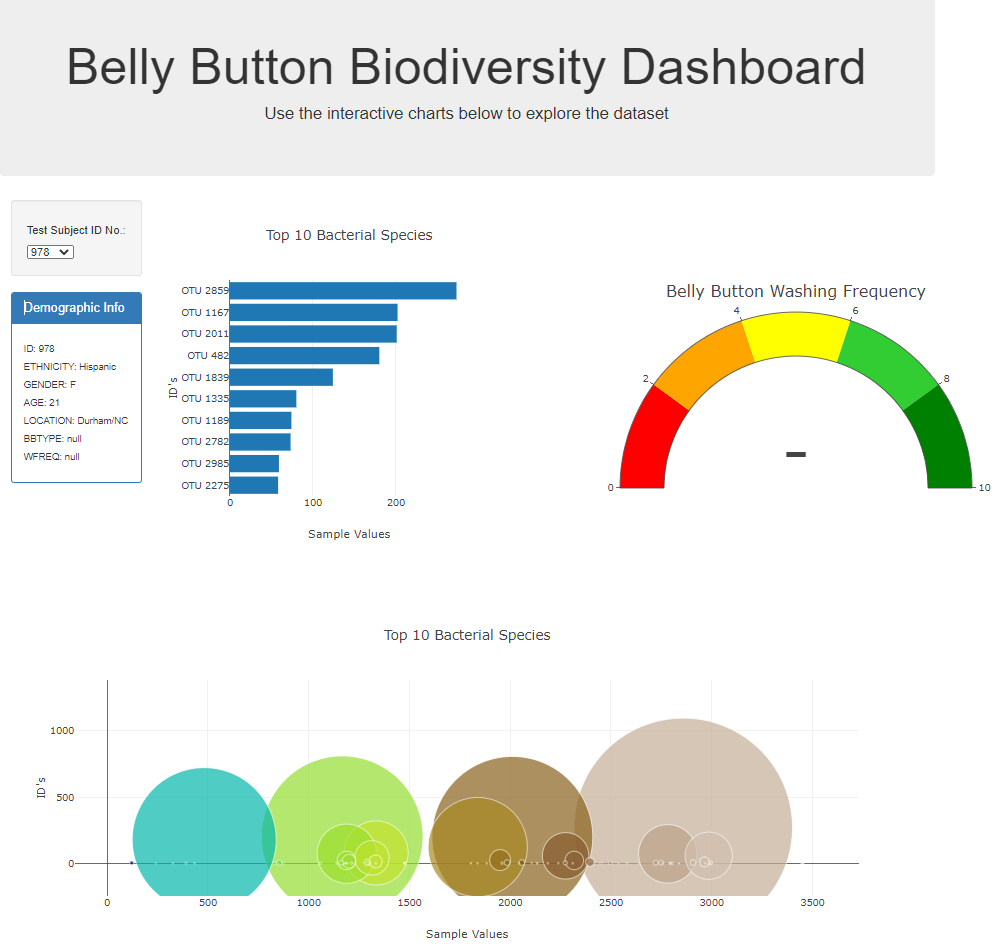 Belly Button Biodiversity Dashboard
Use the interactive charts below to explore the dataset
Test Subject ID No.:
978
Demographic Info
ID: 978
ETHNICITY: Hispanic
GENDER: F
AGE: 21
LOCATION: Durham/NC
BBTYPE: null
WFREQ: null
Top 10 Bacterial Species
ID's
OTU 2859
OTU 1167
OTU 2011
OTU 482
OTU 1839
OTU 1335
OTU 1189
OTU 2782
OTU 2985
OTU 2275
0 100 200
Sample Values
Belly Button Washing Frequency
0 2 4 6 8 10
–
Top 10 Bacterial Species
ID's
1000
500
0
0 500 1000 1500 2000 2500 3000 3500
Sample Values